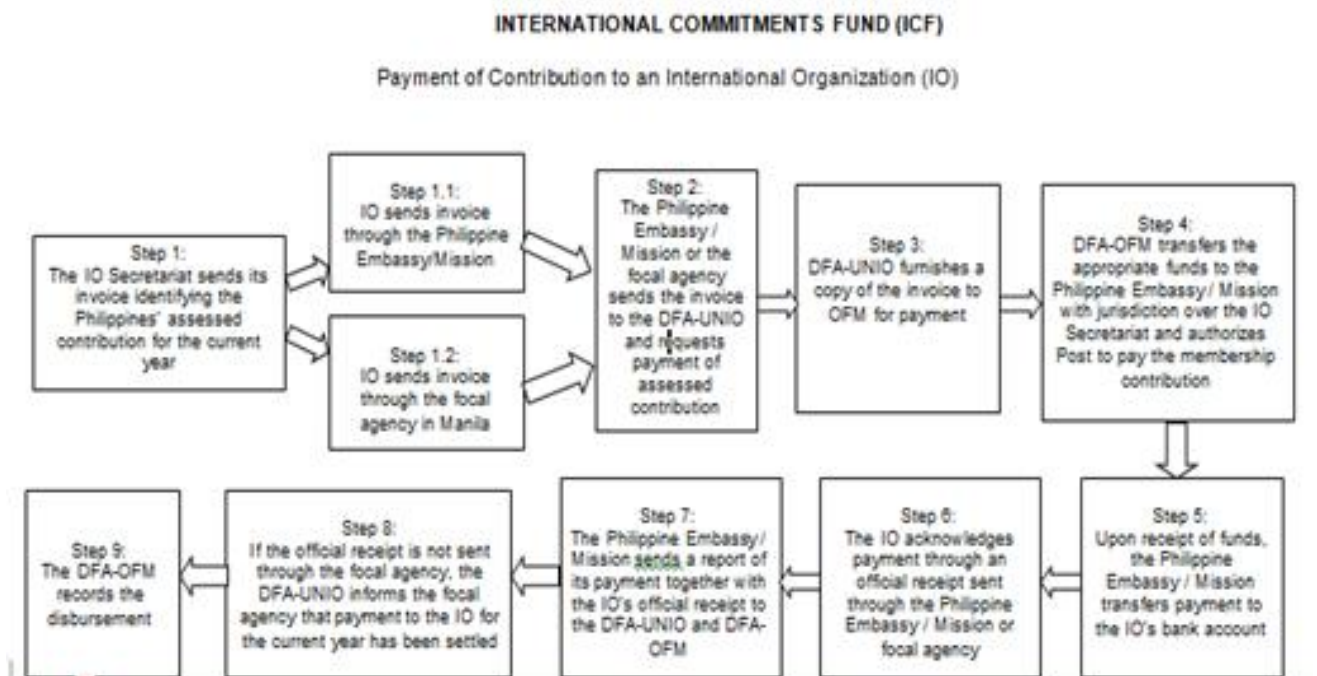 INTERNATIONAL COMMITMENTS FUND (ICF)
Payment of Contribution to an International Organization (IO)
Step 1:
The IO Secretariat sends its
invoice identifying the
Philippines' assessed
contribution for the current
year
Step 1.1:
IO sends invoice
through the Philippine
Embassy/Mission
Step 1.2:
IO sends invoice
through the focal
agency in Manila
Step 2:
The Philippine
Embassy /
Mission or the
focal agency
sends the invoice
to the DFA-UNIO
and requests
payment of
assessed
contribution
Step 3:
DFA-UNIO furnishes a
copy of the invoice to
OFM for payment
Step 4:
DFA-OFM transfers the
appropriate funds to the
Philippine Embassy / Mission
with jurisdiction over the IO
Secretariat and authorizes
Post to pay the membership
contribution
Step 5:
Upon receipt of funds,
the Philippine
Embassy / Mission
transfers payment to
the IO's bank account
Step 6:
The IO acknowledges
payment through an
official receipt sent
through the Philippine
Embassy / Mission or
focal agency
Step 7:
The Philippine Embassy /
Mission sends a report of
its payment together with
the IO's official receipt to
the DFA-UNIO and DFA-
OFM
Step 8:
If the official receipt is not sent
through the focal agency, the
DFA-UNIO informs the focal
agency that payment to the IO for
the current year has been settled
Step 9:
The DFA-OFM
records the
disbursement